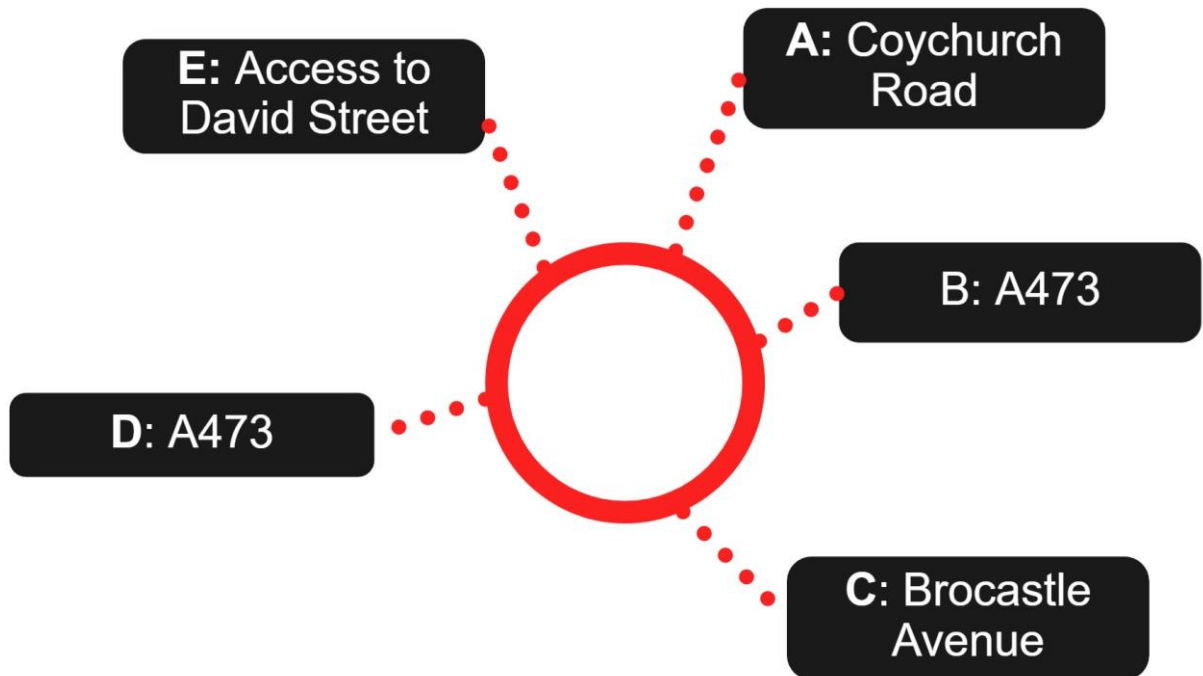 E: Access to
David Street
A: Coychurch
Road
B: A473
D: A473
C: Brocastle
Avenue